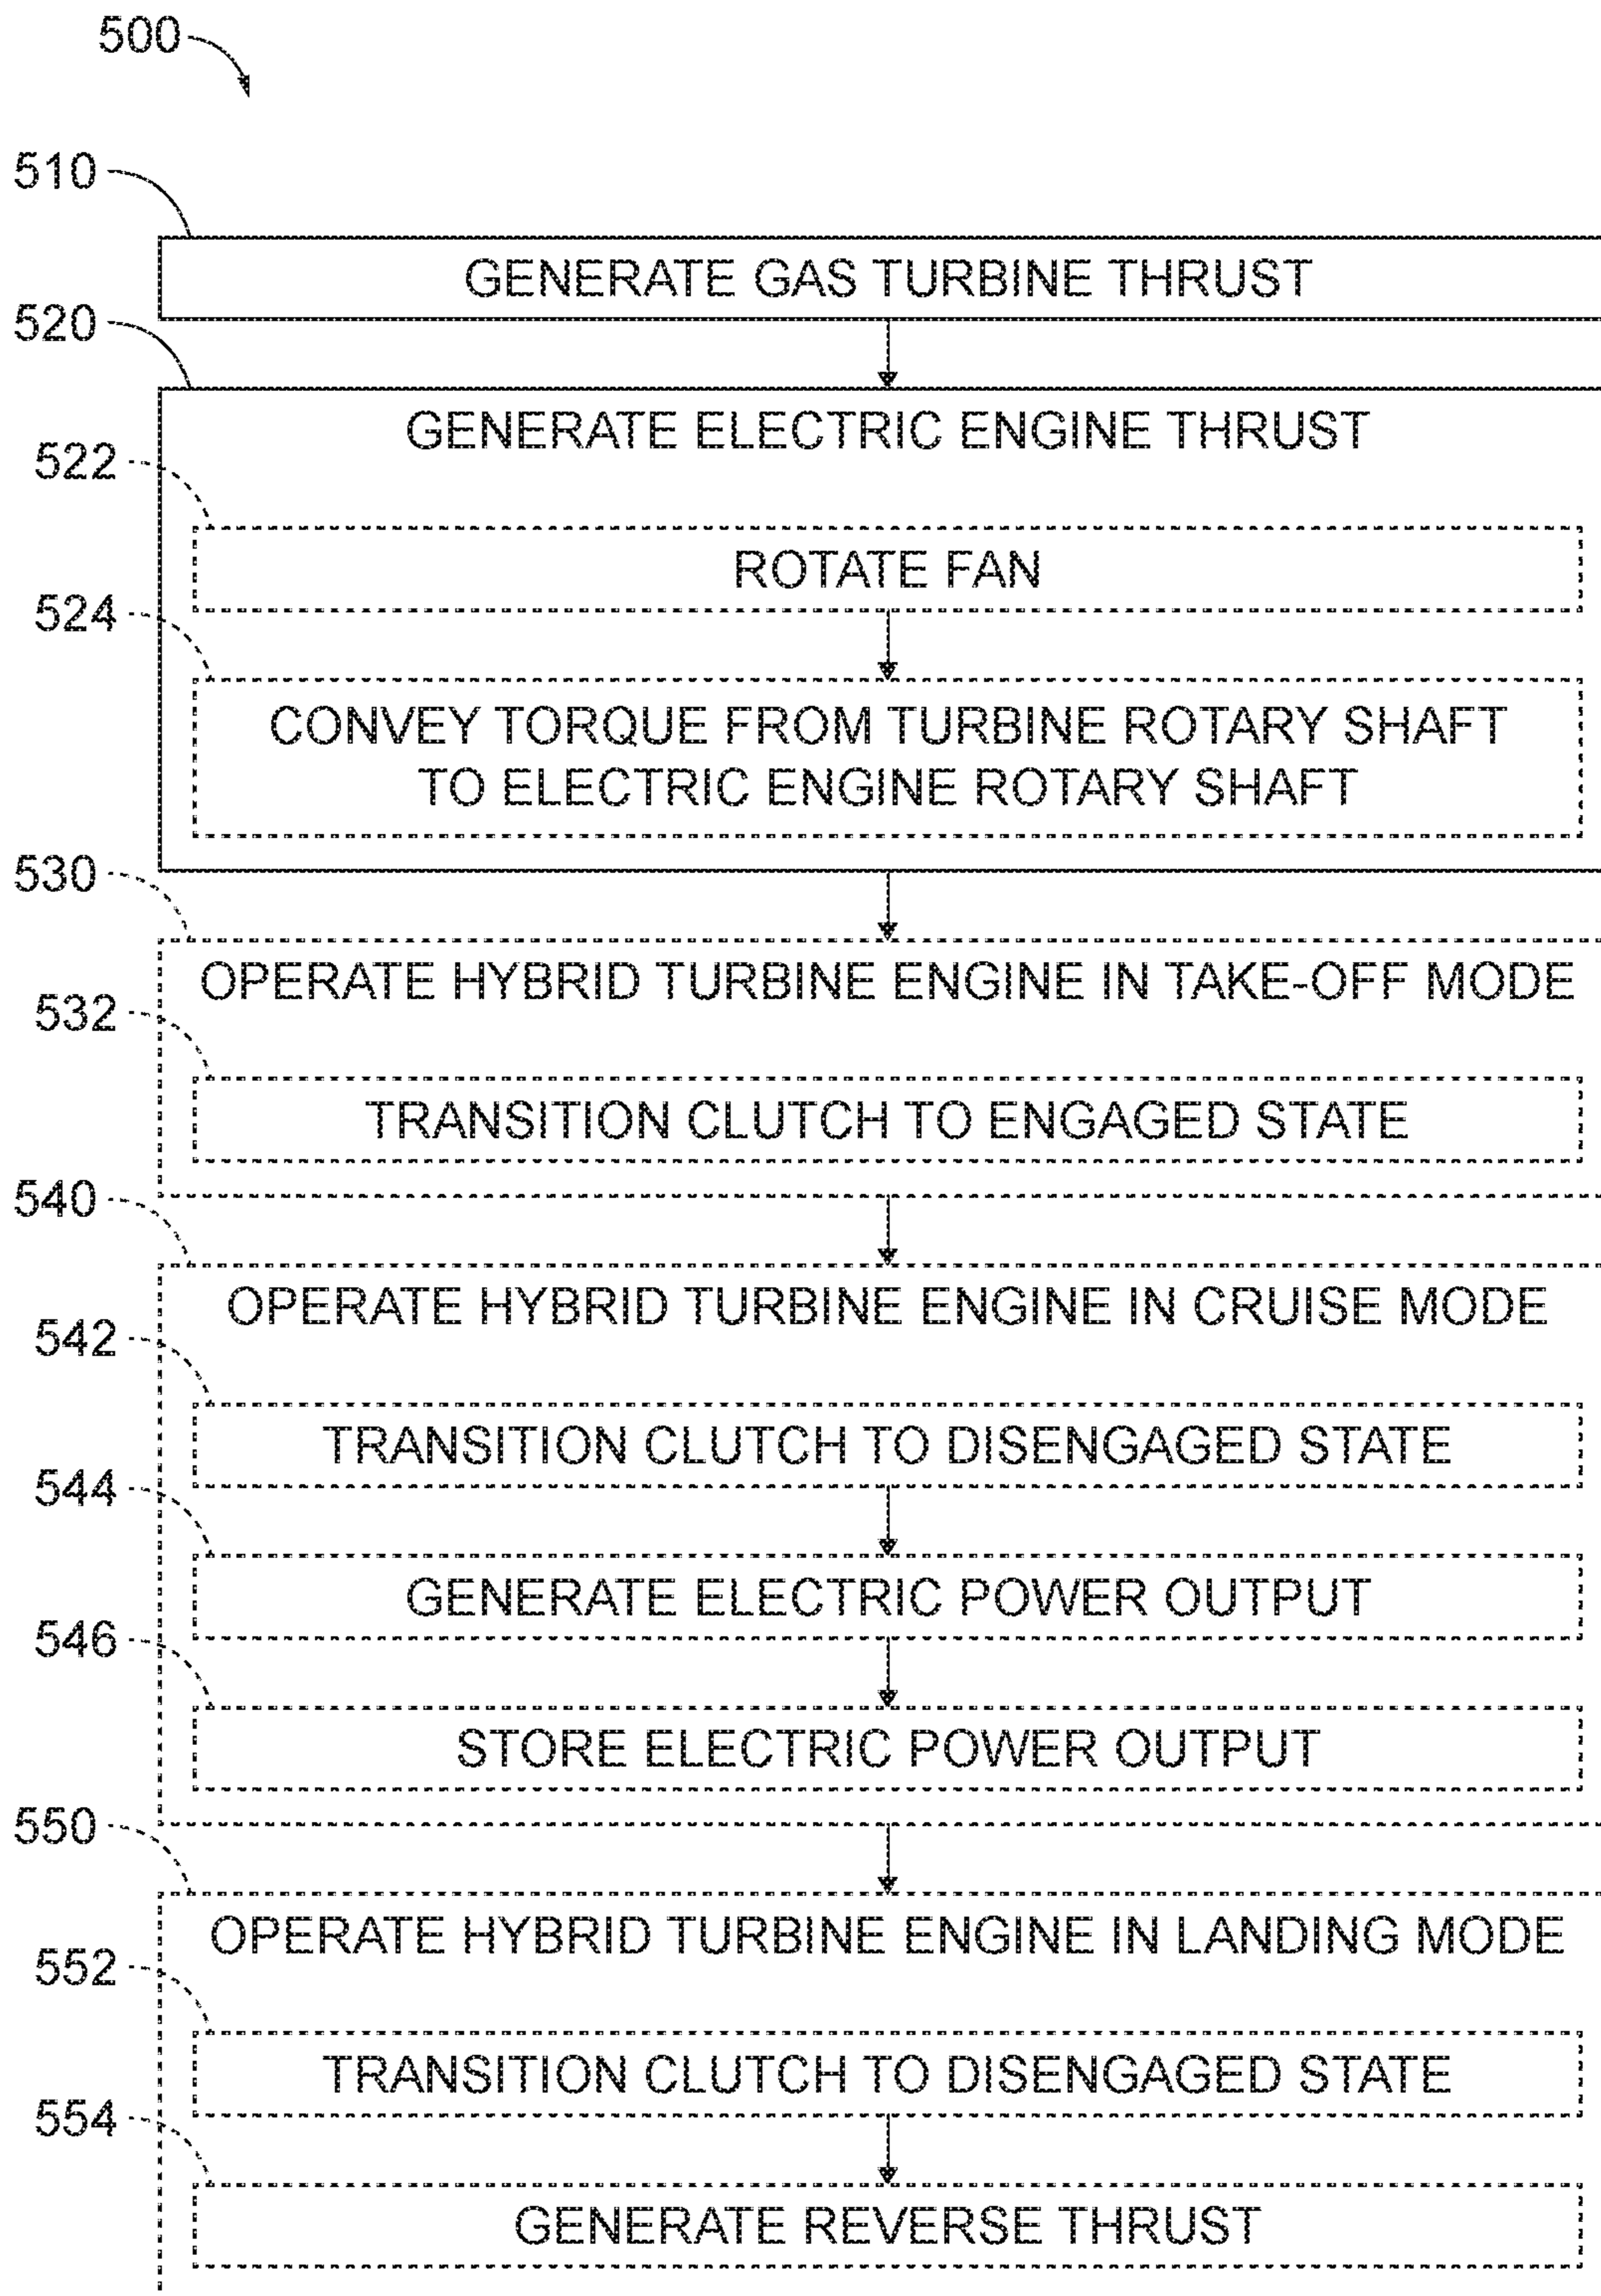 500
510
GENERATE GAS TURBINE THRUST
520
GENERATE ELECTRIC ENGINE THRUST
522
ROTATE FAN
524
CONVEY TORQUE FROM TURBINE ROTARY SHAFT
TO ELECTRIC ENGINE ROTARY SHAFT
530
OPERATE HYBRID TURBINE ENGINE IN TAKE-OFF MODE
532
TRANSITION CLUTCH TO ENGAGED STATE
540
OPERATE HYBRID TURBINE ENGINE IN CRUISE MODE
542
TRANSITION CLUTCH TO DISENGAGED STATE
544
GENERATE ELECTRIC POWER OUTPUT
546
STORE ELECTRIC POWER OUTPUT
550
OPERATE HYBRID TURBINE ENGINE IN LANDING MODE
552
TRANSITION CLUTCH TO DISENGAGED STATE
554
GENERATE REVERSE THRUST